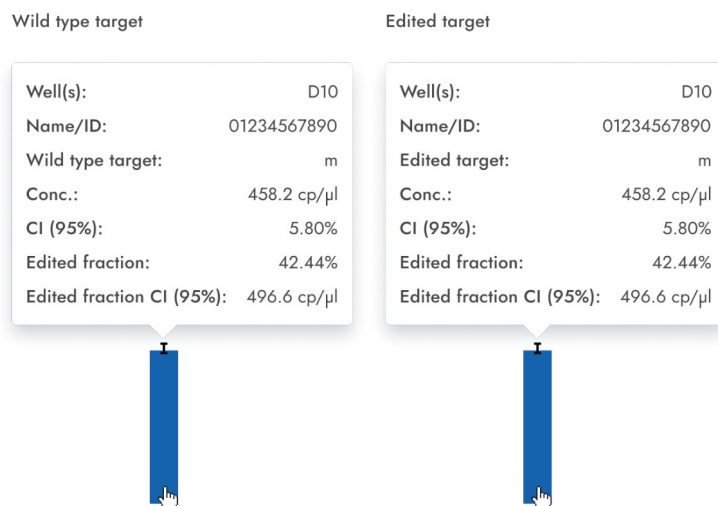 Wild type target
Well(s): D10
Name/ID: 01234567890
Wild type target: m
Conc.: 458.2 cp/μl
CI (95%): 5.80%
Edited fraction: 42.44%
Edited fraction CI (95%): 496.6 cp/μl
Edited target
Well(s): D10
Name/ID: 01234567890
Edited target: m
Conc.: 458.2 cp/μl
CI (95%): 5.80%
Edited fraction: 42.44%
Edited fraction CI (95%): 496.6 cp/μl